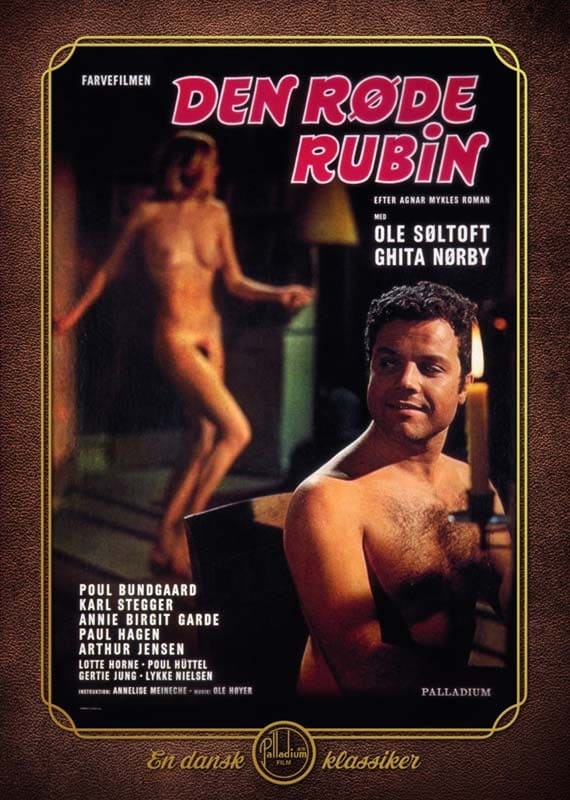 FARVEFILMEN
DEN RØDE
RUBiN
EFTER AGNAR MYKLES ROMAN
MED
OLE SØLTOFT
GHITA NØRBY
POUL BUNDGAARD
KARL STEGGER
ANNIE BIRGIT GARDE
PAUL HAGEN
ARTHUR JENSEN
LOTTE HORNE · POUL HÜTTEL
GERTIE JUNG · LYKKE NIELSEN
INSTRUKTION: ANNELISE MEINECHE · MUSIK: OLE HØYER
PALLADIUM
En dansk
Palladium
FILM
klassiker